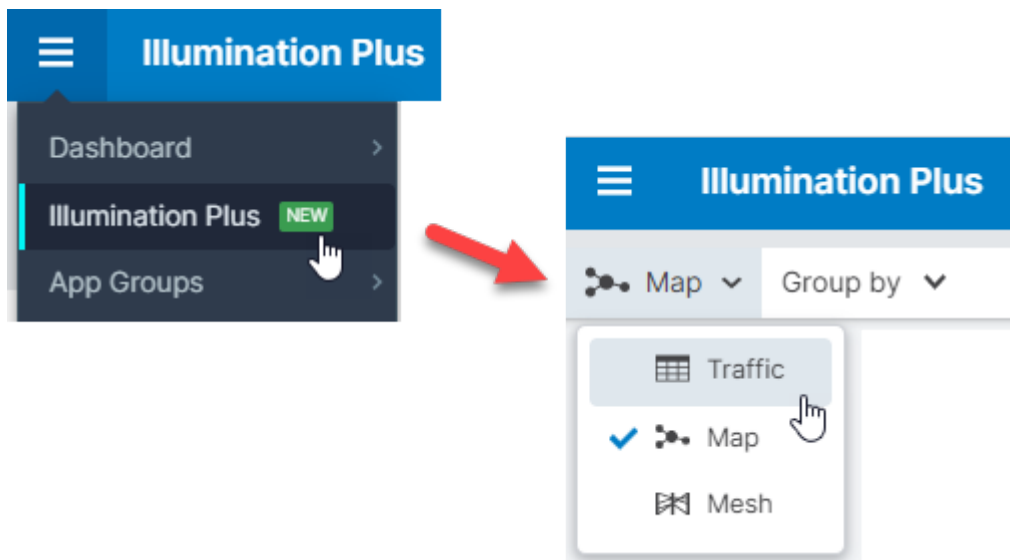 Illumination Plus
Dashboard
Illumination Plus NEW
App Groups
Illumination Plus
Map Group by
Traffic
Map
Mesh